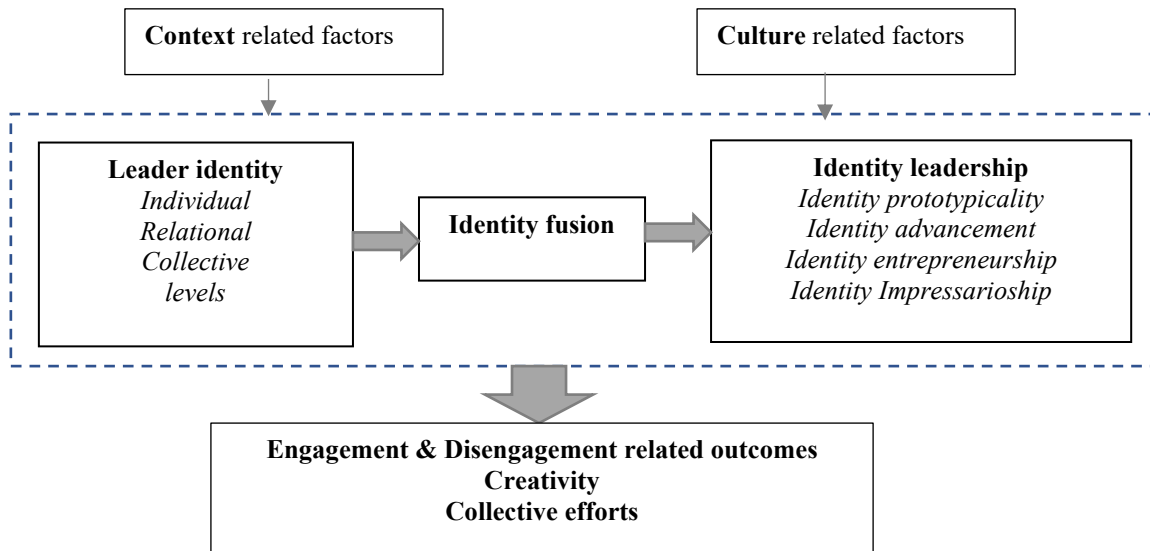 Context related factors
Culture related factors
Leader identity
Individual
Relational
Collective
levels
Identity fusion
Identity leadership
Identity prototypicality
Identity advancement
Identity entrepreneurship
Identity Impressarioship
Engagement & Disengagement related outcomes
Creativity
Collective efforts